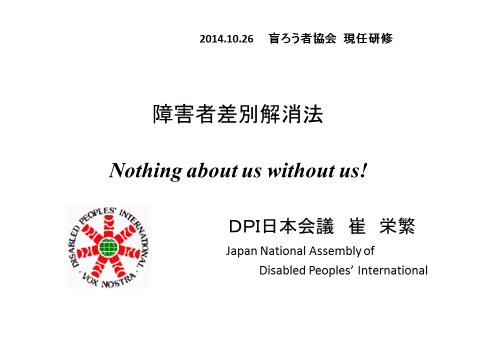 2014.10.26　盲ろう者協会　現任研修
障害者差別解消法
Nothing about us without us!
DISABLED PEOPLES' INTERNATIONAL
· VOX NOSTRA ·
ＤＰＩ日本会議　崔　栄繁
Japan National Assembly of
Disabled Peoples’ International